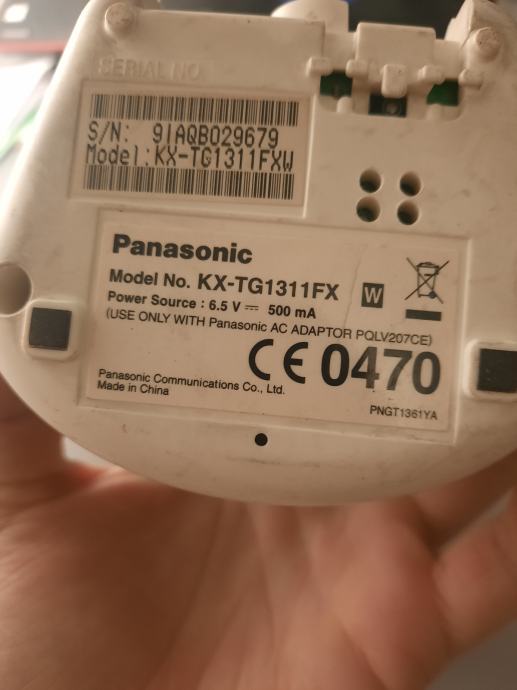 SERIAL NO.
S/N: 9IAQB029679
Model:KX-TG1311FXW
Panasonic
Model No. KX-TG1311FX W
Power Source : 6.5 V ⎓ 500 mA
(USE ONLY WITH Panasonic AC ADAPTOR PQLV207CE)
CE 0470
Panasonic Communications Co., Ltd.
Made in China
PNGT1361YA